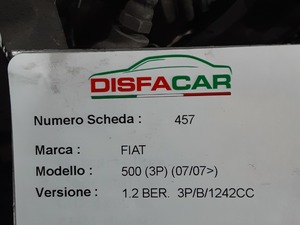 DISFACAR
Numero Scheda : 457
Marca : FIAT
Modello : 500 (3P) (07/07>)
Versione : 1.2 BER. 3P/B/1242CC